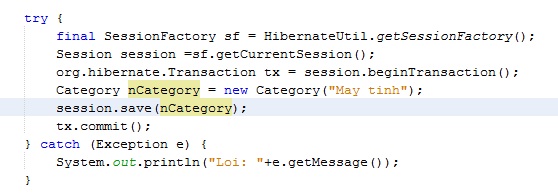 try {
final SessionFactory sf = HibernateUtil.getSessionFactory();
Session session =sf.getCurrentSession();
org.hibernate.Transaction tx = session.beginTransaction();
Category nCategory = new Category("May tinh");
session.save(nCategory);
tx.commit();
} catch (Exception e) {
System.out.println("Loi: "+e.getMessage());
}